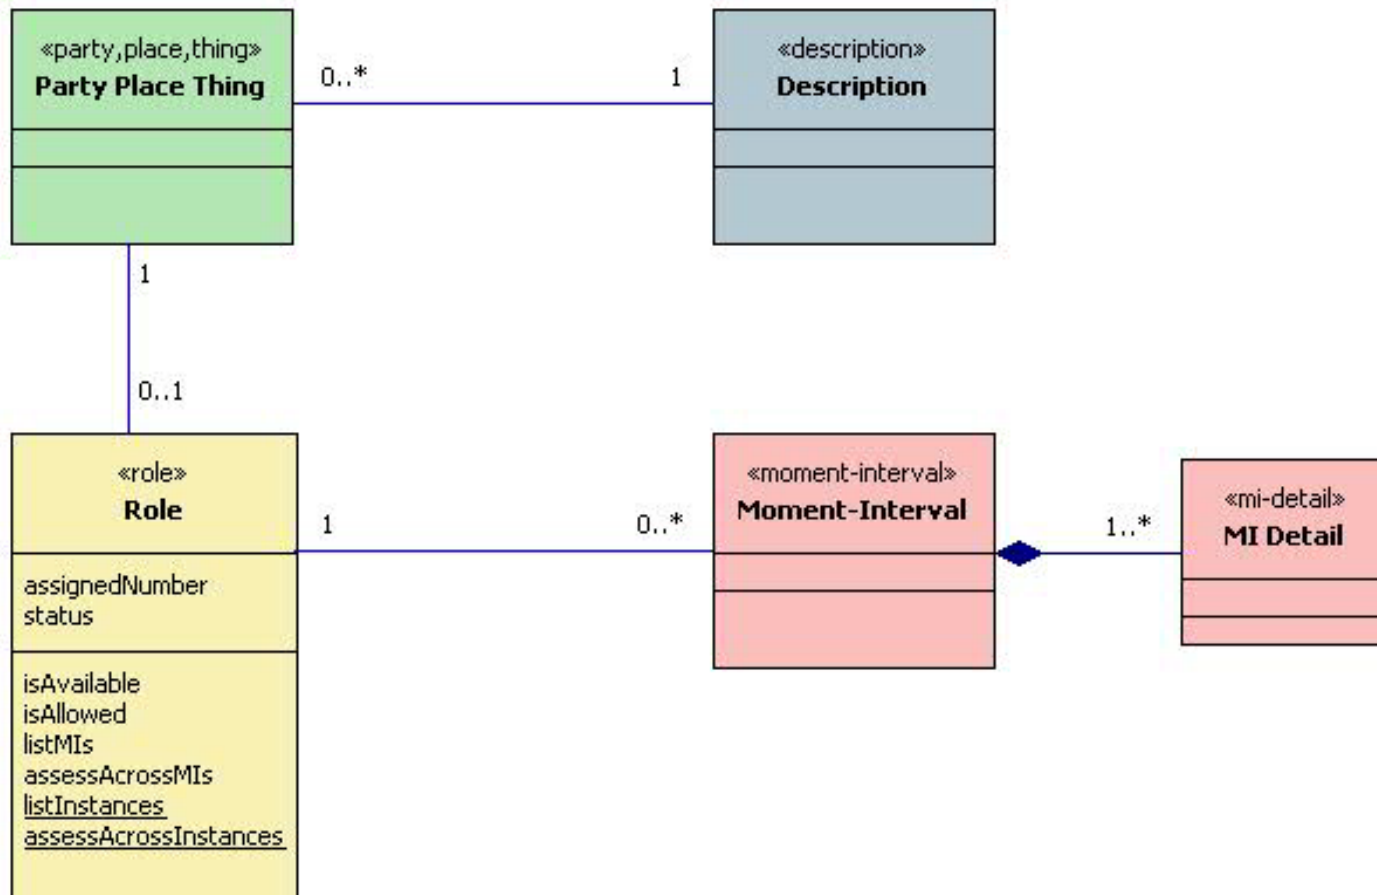 «party,place,thing»
Party Place Thing
0..*
1
«description»
Description
1
0..1
«role»
Role
assignedNumber
status
isAvailable
isAllowed
listMIs
assessAcrossMIs
listInstances
assessAcrossInstances
1
0..*
«moment-interval»
Moment-Interval
1..*
«mi-detail»
MI Detail